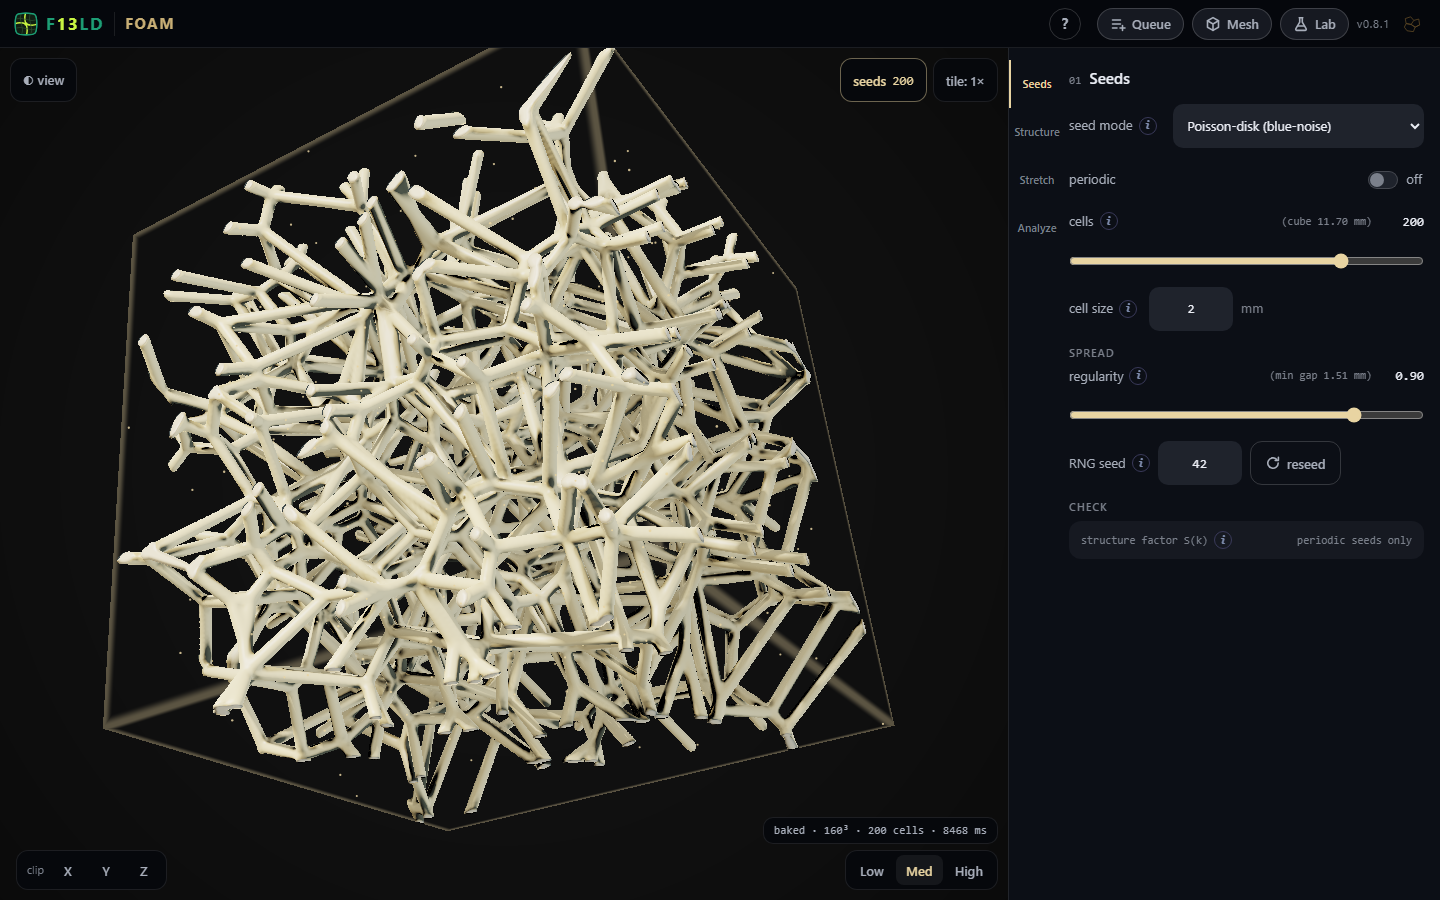 F13LD FOAM
? Queue Mesh Lab v0.8.1
view
seeds 200
tile: 1×
Seeds
Structure
Stretch
Analyze
01 Seeds
seed mode i Poisson-disk (blue-noise)
periodic off
cells i (cube 11.70 mm) 200
cell size i 2 mm
SPREAD
regularity i (min gap 1.51 mm) 0.90
RNG seed i 42 reseed
CHECK
structure factor S(k) i periodic seeds only
baked · 160³ · 200 cells · 8468 ms
clip X Y Z
Low Med High